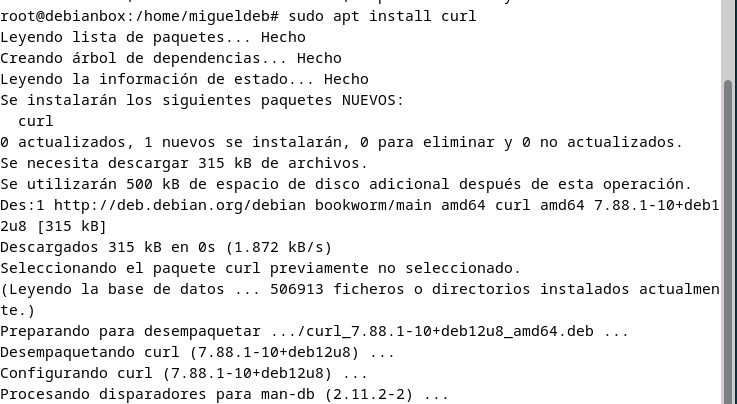 root@debianbox:/home/migueldeb# sudo apt install curl
Leyendo lista de paquetes... Hecho
Creando árbol de dependencias... Hecho
Leyendo la información de estado... Hecho
Se instalarán los siguientes paquetes NUEVOS:
  curl
0 actualizados, 1 nuevos se instalarán, 0 para eliminar y 0 no actualizados.
Se necesita descargar 315 kB de archivos.
Se utilizarán 500 kB de espacio de disco adicional después de esta operación.
Des:1 http://deb.debian.org/debian bookworm/main amd64 curl amd64 7.88.1-10+deb1
2u8 [315 kB]
Descargados 315 kB en 0s (1.872 kB/s)
Seleccionando el paquete curl previamente no seleccionado.
(Leyendo la base de datos ... 506913 ficheros o directorios instalados actualmen
te.)
Preparando para desempaquetar .../curl_7.88.1-10+deb12u8_amd64.deb ...
Desempaquetando curl (7.88.1-10+deb12u8) ...
Configurando curl (7.88.1-10+deb12u8) ...
Procesando disparadores para man-db (2.11.2-2) ...